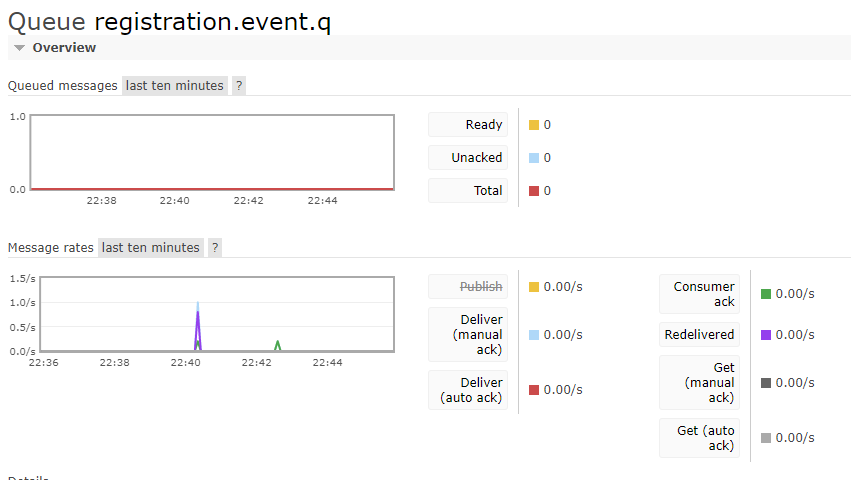 Queue registration.event.q
Overview
Queued messages last ten minutes ?
1.0
0.0
22:38 22:40 22:42 22:44
Ready 0
Unacked 0
Total 0
Message rates last ten minutes ?
1.5/s
1.0/s
0.5/s
0.0/s
22:36 22:38 22:40 22:42 22:44
Publish 0.00/s
Deliver
(manual
ack)
0.00/s
Deliver
(auto ack)
0.00/s
Consumer
ack
0.00/s
Redelivered 0.00/s
Get
(manual
ack)
0.00/s
Get (auto
ack)
0.00/s
Details